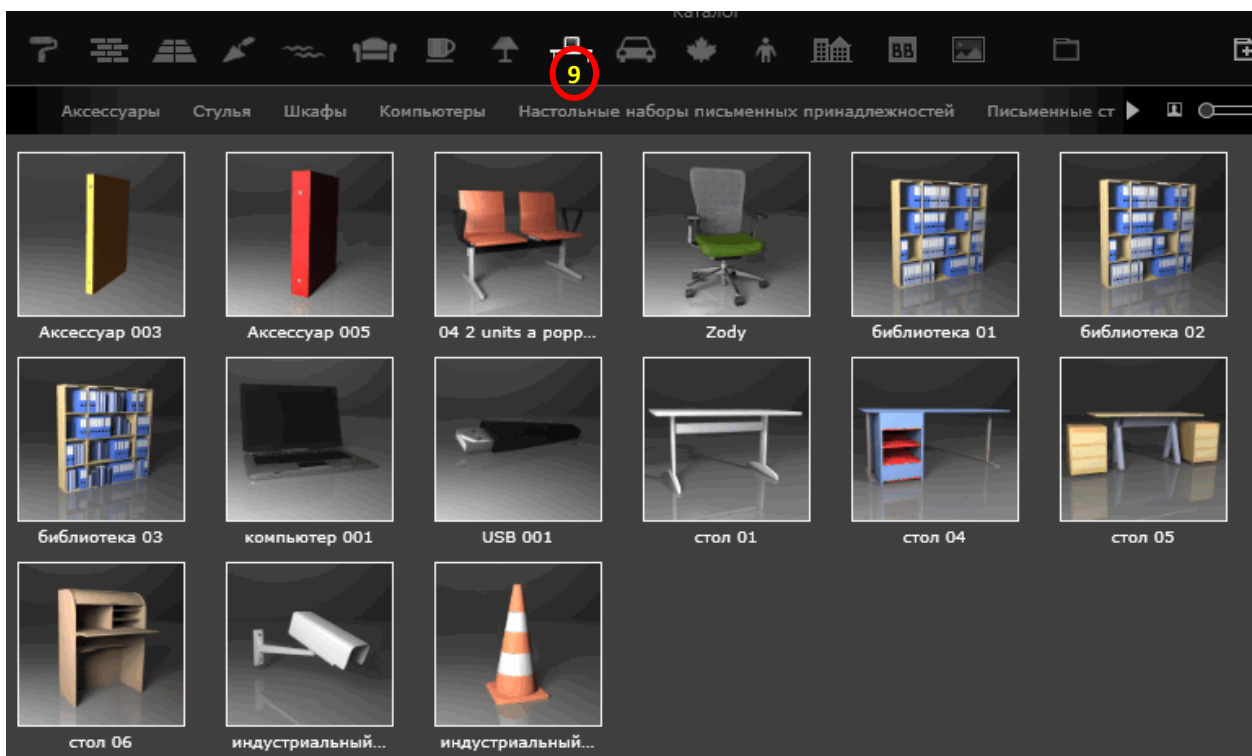 Каталог
BB
9
Аксессуары Стулья Шкафы Компьютеры Настольные наборы письменных принадлежностей Письменные ст
Аксессуар 003 Аксессуар 005 04 2 units a popp... Zody библиотека 01 библиотека 02
библиотека 03 компьютер 001 USB 001 стол 01 стол 04 стол 05
стол 06 индустриальный... индустриальный...